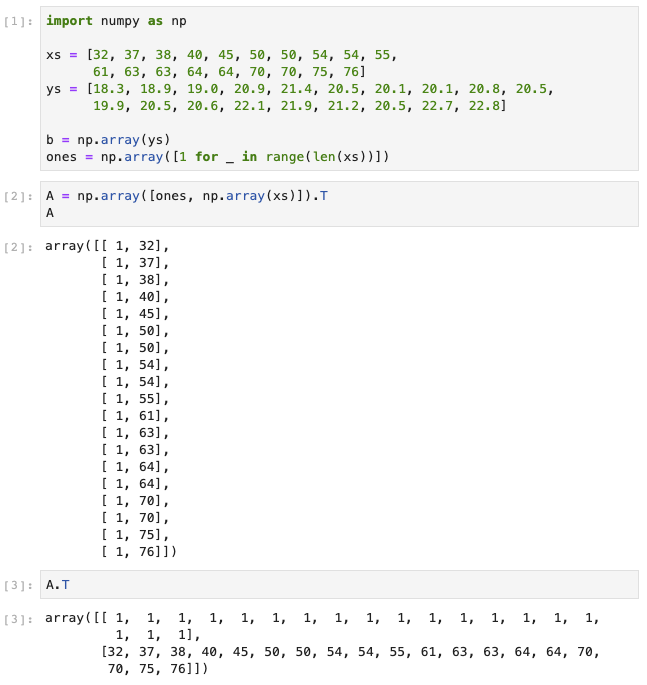 [1]: import numpy as np
xs = [32, 37, 38, 40, 45, 50, 50, 54, 54, 55,
61, 63, 63, 64, 64, 70, 70, 75, 76]
ys = [18.3, 18.9, 19.0, 20.9, 21.4, 20.5, 20.1, 20.1, 20.8, 20.5,
19.9, 20.5, 20.6, 22.1, 21.9, 21.2, 20.5, 22.7, 22.8]
b = np.array(ys)
ones = np.array([1 for _ in range(len(xs))])
[2]: A = np.array([ones, np.array(xs)]).T
A
[2]: array([[ 1, 32],
[ 1, 37],
[ 1, 38],
[ 1, 40],
[ 1, 45],
[ 1, 50],
[ 1, 50],
[ 1, 54],
[ 1, 54],
[ 1, 55],
[ 1, 61],
[ 1, 63],
[ 1, 63],
[ 1, 64],
[ 1, 64],
[ 1, 70],
[ 1, 70],
[ 1, 75],
[ 1, 76]])
[3]: A.T
[3]: array([[ 1, 1, 1, 1, 1, 1, 1, 1, 1, 1, 1, 1, 1, 1, 1, 1,
1, 1, 1],
[32, 37, 38, 40, 45, 50, 50, 54, 54, 55, 61, 63, 63, 64, 64, 70,
70, 75, 76]])